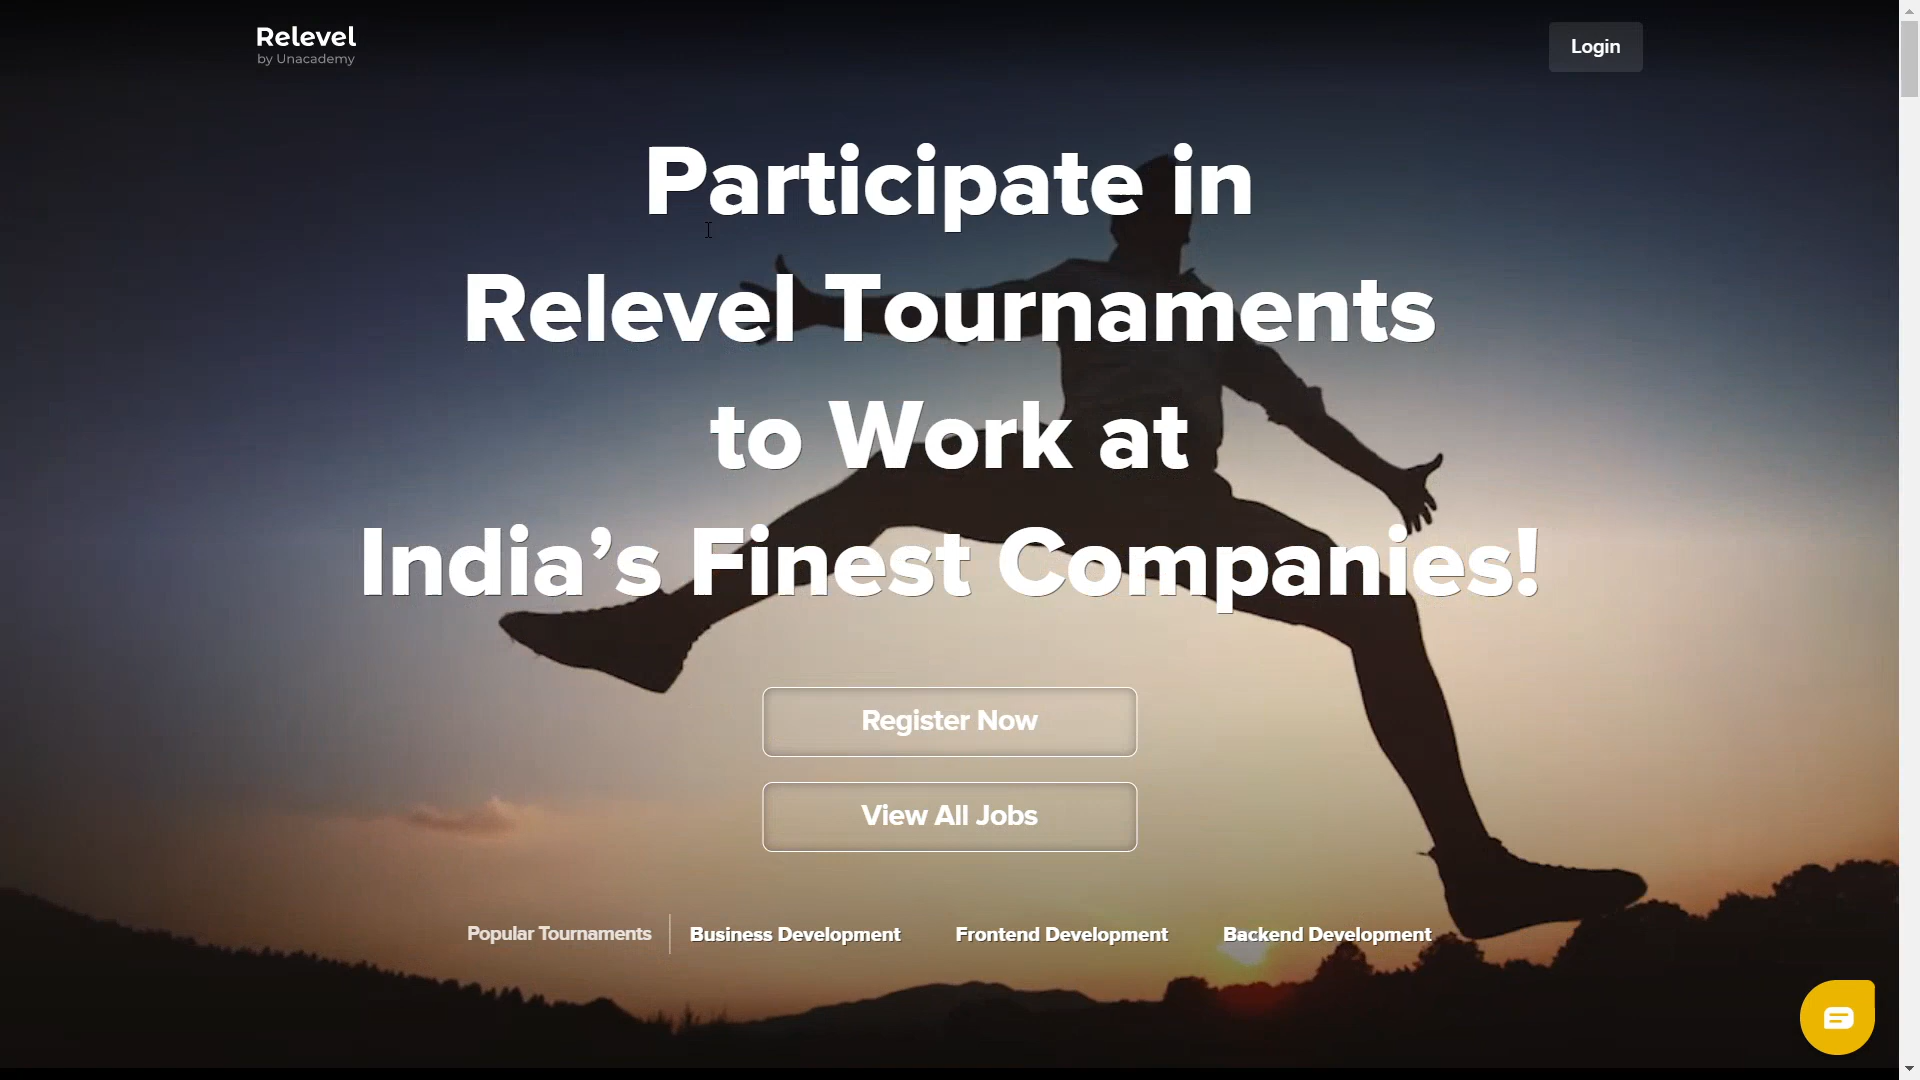 Relevel
by Unacademy
Login
Participate in
Relevel Tournaments
to Work at
India’s Finest Companies!
Register Now
View All Jobs
Popular Tournaments
Business Development
Frontend Development
Backend Development